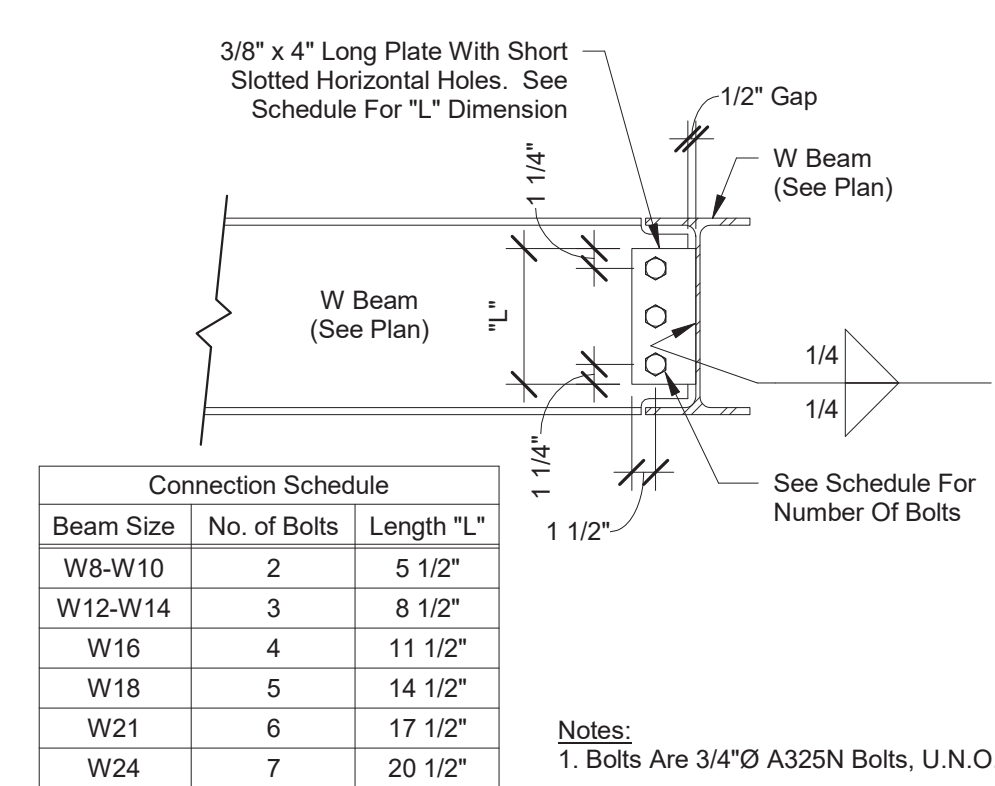 3/8" x 4" Long Plate With Short
Slotted Horizontal Holes. See
Schedule For "L" Dimension
1/2" Gap
W Beam
(See Plan)
1 1/4"
W Beam
(See Plan)
"L"
1/4
1/4
1 1/4"
1 1/2"
See Schedule For
Number Of Bolts
Connection Schedule
Beam Size No. of Bolts Length "L"
W8-W10 2 5 1/2"
W12-W14 3 8 1/2"
W16 4 11 1/2"
W18 5 14 1/2"
W21 6 17 1/2"
W24 7 20 1/2"
Notes:
1. Bolts Are 3/4"Ø A325N Bolts, U.N.O.